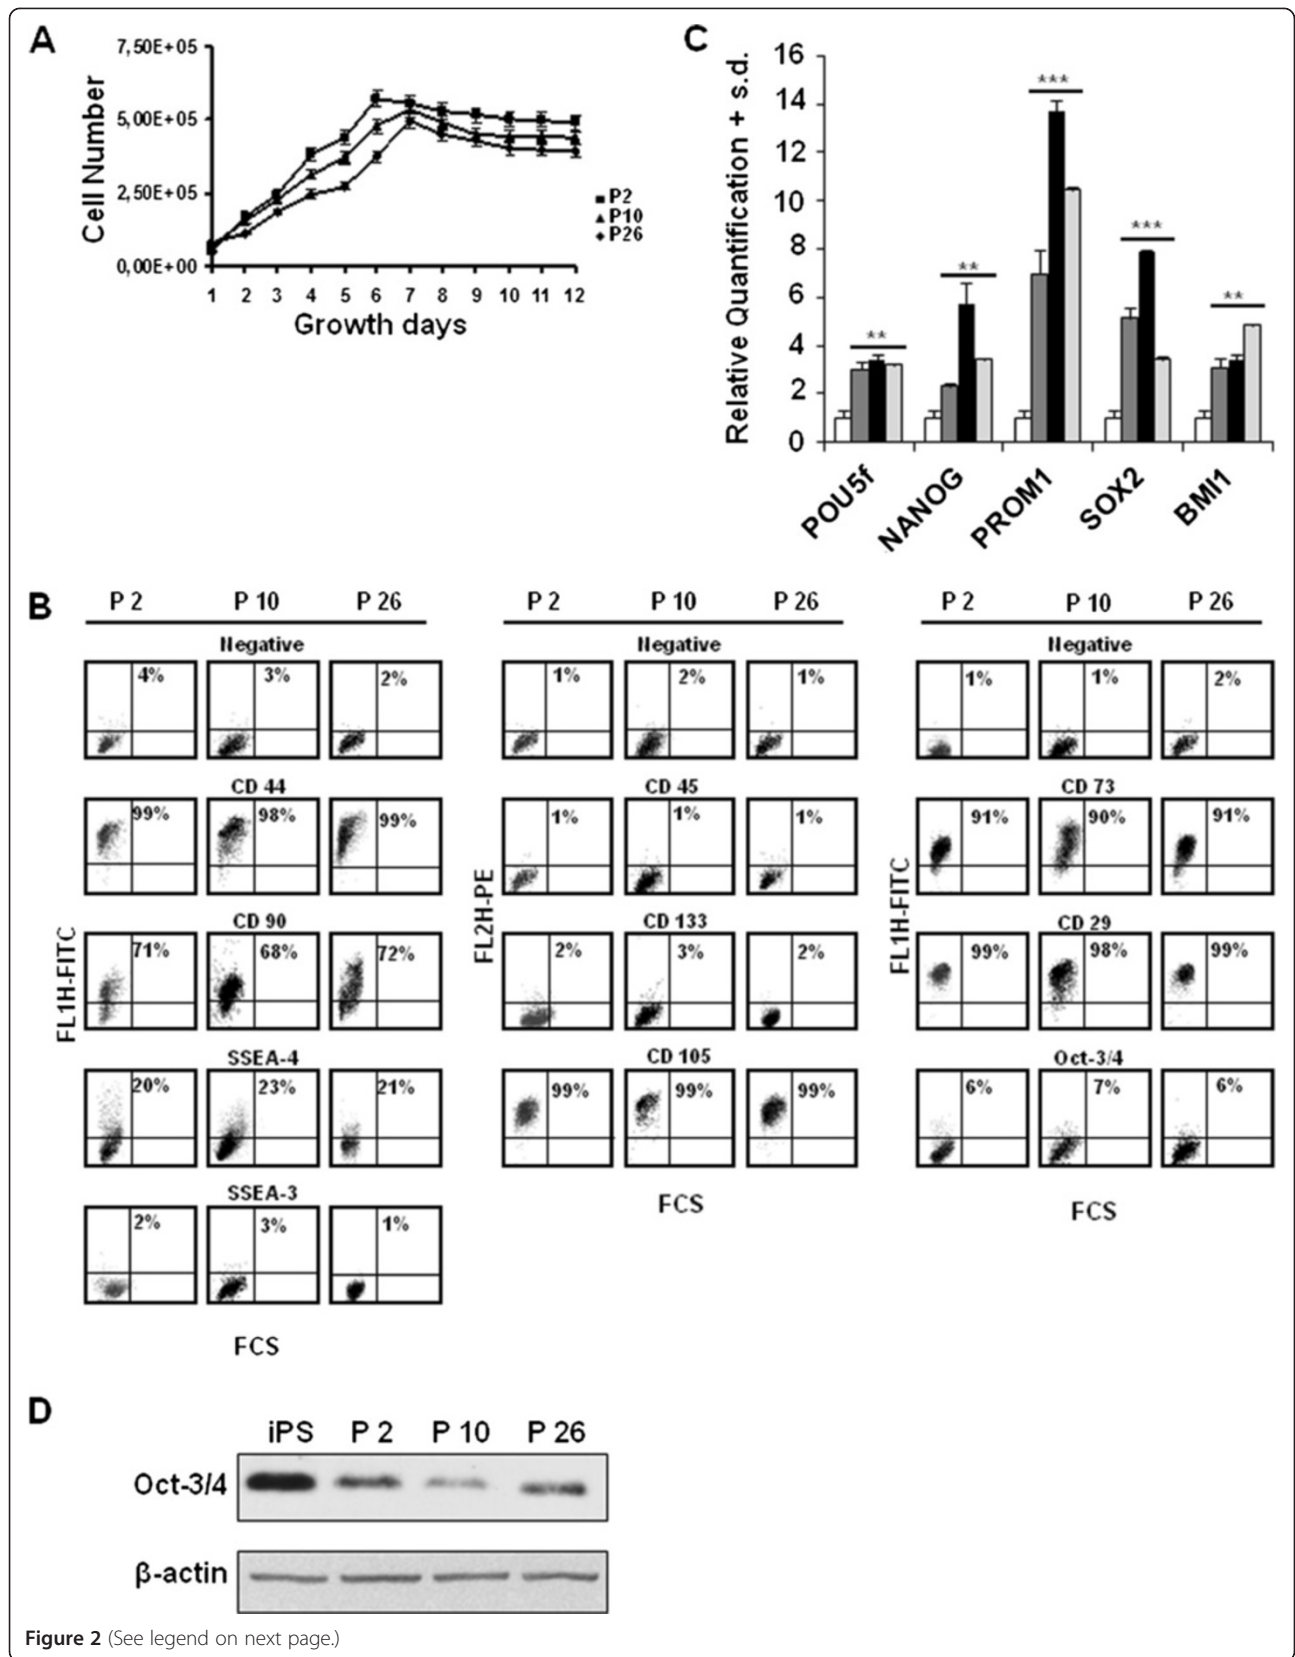 A
7,50E+05
5,00E+05
2,50E+05
0,00E+00
Cell Number
1 2 3 4 5 6 7 8 9 10 11 12
Growth days
P2
P10
P26
C
Relative Quantification + s.d.
16
14
12
10
8
6
4
2
0
** ** *** *** **
POU5f NANOG PROM1 SOX2 BMI1
B
P 2 P 10 P 26
Negative
4% 3% 2%
CD 44
99% 98% 99%
CD 90
71% 68% 72%
SSEA-4
20% 23% 21%
SSEA-3
2% 3% 1%
FL1H-FITC
FCS
P 2 P 10 P 26
Negative
1% 2% 1%
CD 45
1% 1% 1%
CD 133
2% 3% 2%
CD 105
99% 99% 99%
FL2H-PE
FCS
P 2 P 10 P 26
Negative
1% 1% 2%
CD 73
91% 90% 91%
CD 29
99% 98% 99%
Oct-3/4
6% 7% 6%
FL1H-FITC
FCS
D
iPS P 2 P 10 P 26
Oct-3/4
β-actin
Figure 2 (See legend on next page.)